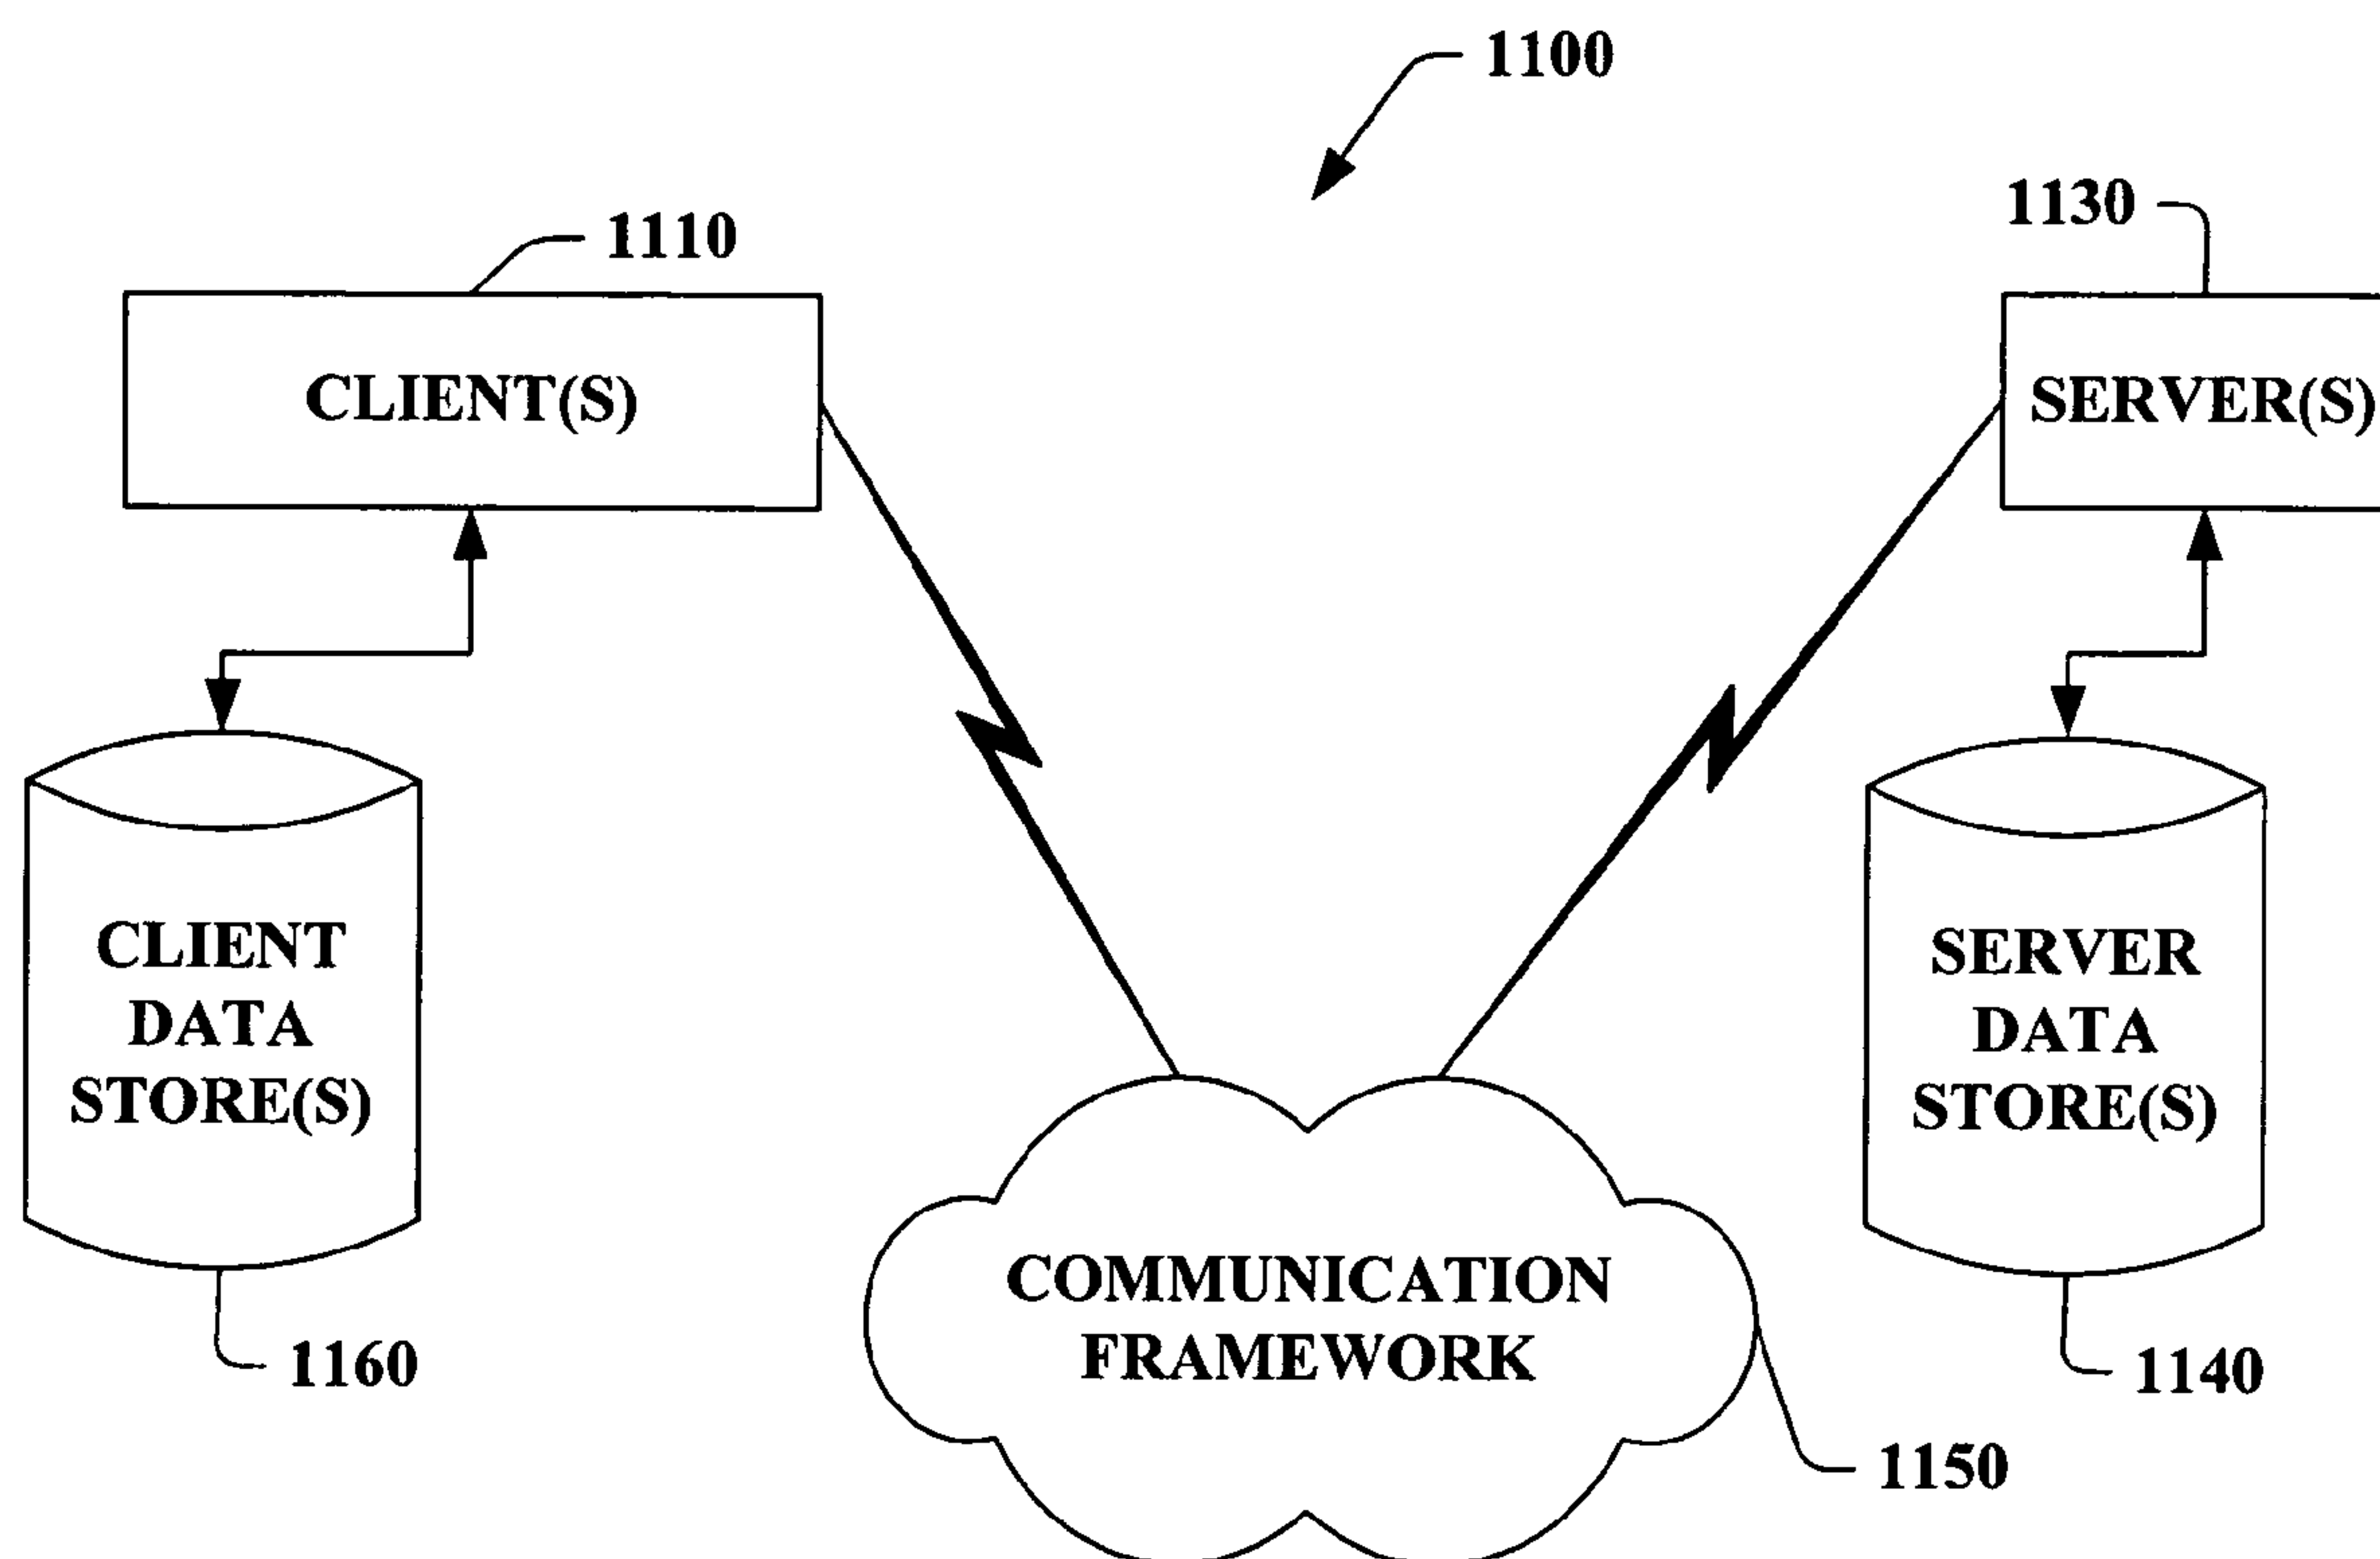 1100
1110
1130
CLIENT(S)
SERVER(S)
CLIENT
DATA
STORE(S)
SERVER
DATA
STORE(S)
COMMUNICATION
FRAMEWORK
1160
1140
1150